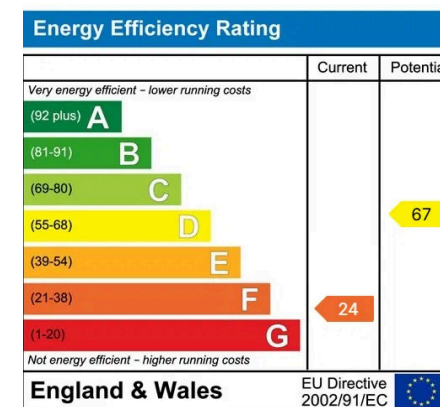 Energy Efficiency Rating
Current Potentia
Very energy efficient – lower running costs
(92 plus) A
(81-91) B
(69-80) C
(55-68) D
67
(39-54) E
(21-38) F
24
(1-20) G
Not energy efficient – higher running costs
England & Wales
EU Directive
2002/91/EC